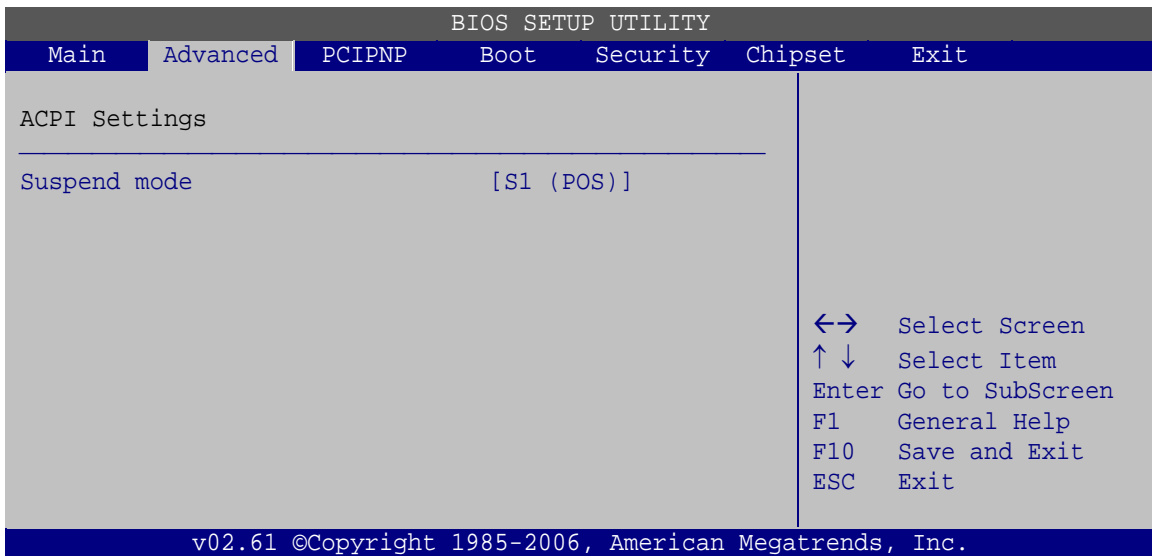 BIOS SETUP UTILITY
Main Advanced PCIPNP Boot Security Chipset Exit
ACPI Settings
Suspend mode [S1 (POS)]
←→ Select Screen
↑ ↓ Select Item
Enter Go to SubScreen
F1 General Help
F10 Save and Exit
ESC Exit
v02.61 ©Copyright 1985-2006, American Megatrends, Inc.